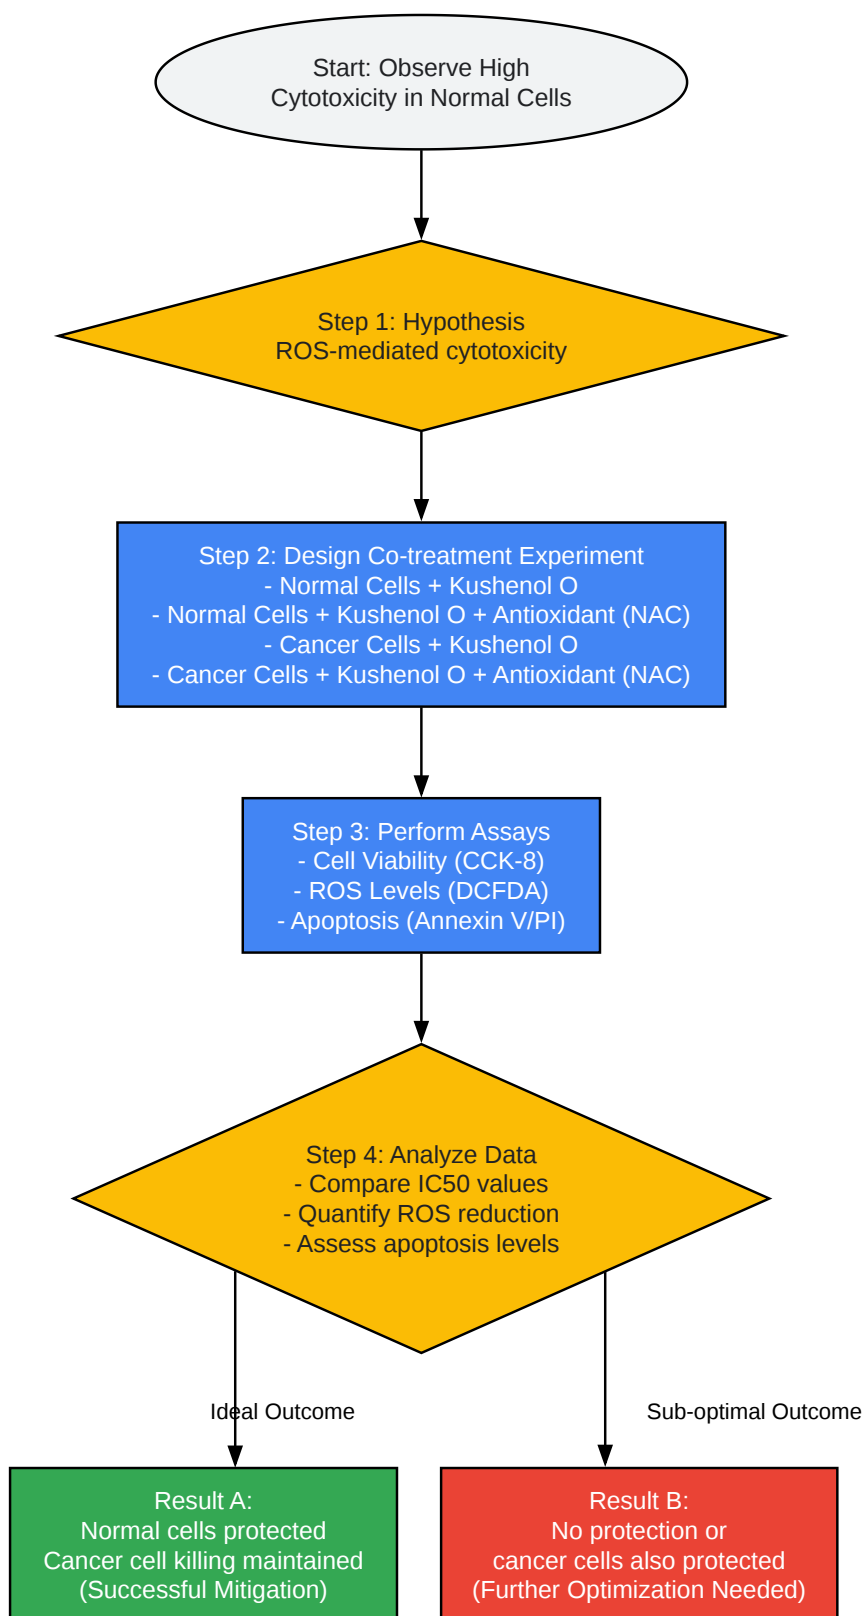 Start: Observe High
Cytotoxicity in Normal Cells
Step 1: Hypothesis
ROS-mediated cytotoxicity
Step 2: Design Co-treatment Experiment
- Normal Cells + Kushenol O
- Normal Cells + Kushenol O + Antioxidant (NAC)
- Cancer Cells + Kushenol O
- Cancer Cells + Kushenol O + Antioxidant (NAC)
Step 3: Perform Assays
- Cell Viability (CCK-8)
- ROS Levels (DCFDA)
- Apoptosis (Annexin V/PI)
Step 4: Analyze Data
- Compare IC50 values
- Quantify ROS reduction
- Assess apoptosis levels
Ideal Outcome
Sub-optimal Outcome
Result A:
Normal cells protected
Cancer cell killing maintained
(Successful Mitigation)
Result B:
No protection or
cancer cells also protected
(Further Optimization Needed)